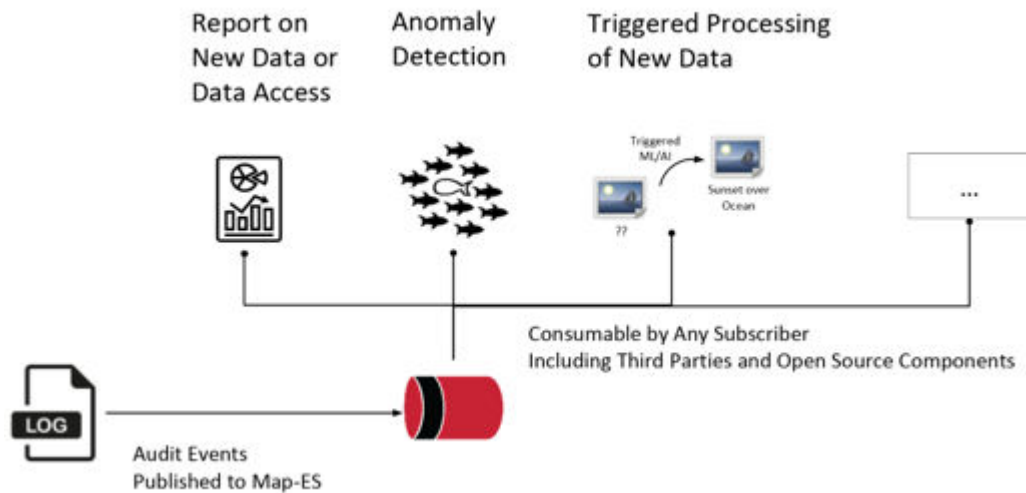 Report on
New Data or
Data Access
Anomaly
Detection
Triggered Processing
of New Data
Triggered
ML/AI
Sunset over
Ocean
??
...
Consumable by Any Subscriber
Including Third Parties and Open Source Components
LOG
Audit Events
Published to Map-ES